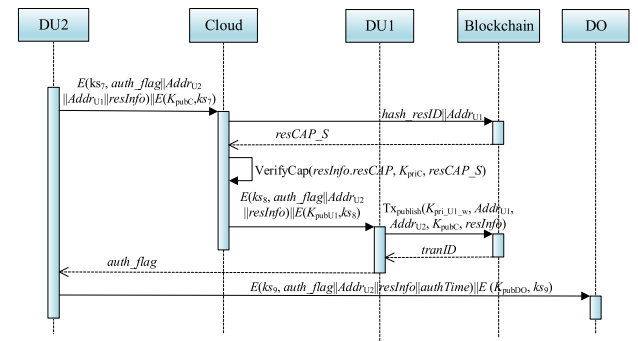 DU2 Cloud DU1 Blockchain DO
E(ks7, auth_flag||AddrU2
||AddrU1||resInfo)||E(KpubC,ks7)
hash_resID||AddrU1
resCAP_S
VerifyCap(resInfo.resCAP, KpriC, resCAP_S)
E(ks8, auth_flag||AddrU2
||resInfo)||E(KpubU1,ks8)
Txpublish(Kpri_U1_w, AddrU1,
AddrU2, KpubC, resInfo)
tranID
auth_flag
E(ks9, auth_flag||AddrU2||resInfo||authTime)||E (KpubDO, ks9)